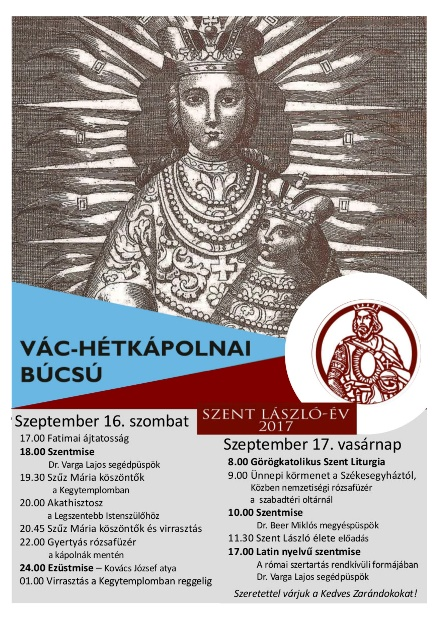 VÁC-HÉTKÁPOLNAI
BÚCSÚ
SZENT LÁSZLÓ-ÉV
2017
Szeptember 16. szombat
17.00 Fatimai ájtatosság
18.00 Szentmise
Dr. Varga Lajos segédpüspök
19.30 Szűz Mária köszöntők
a Kegytemplomban
20.00 Akathisztosz
a Legszentebb Istenszülőhöz
20.45 Szűz Mária köszöntők és virrasztás
22.00 Gyertyás rózsafüzér
a kápolnák mentén
24.00 Ezüstmise – Kovács József atya
01.00 Virrasztás a Kegytemplomban reggelig
Szeptember 17. vasárnap
8.00 Görögkatolikus Szent Liturgia
9.00 Ünnepi körmenet a Székesegyháztól,
Közben nemzetiségi rózsafüzér
a szabadtéri oltárnál
10.00 Szentmise
Dr. Beer Miklós megyéspüspök
11.30 Szent László élete előadás
17.00 Latin nyelvű szentmise
A római szertartás rendkívüli formájában
Dr. Varga Lajos segédpüspök
Szeretettel várjuk a Kedves Zarándokokat!